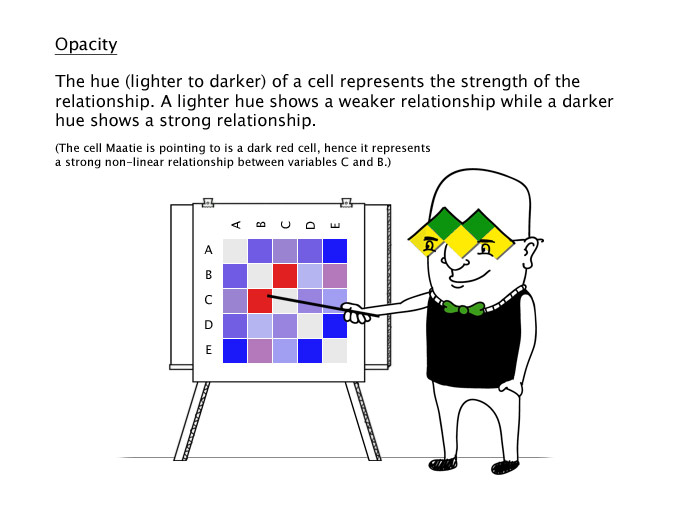 Opacity
The hue (lighter to darker) of a cell represents the strength of the
relationship. A lighter hue shows a weaker relationship while a darker
hue shows a strong relationship.
(The cell Maatie is pointing to is a dark red cell, hence it represents
a strong non-linear relationship between variables C and B.)
A B C D E
A
B
C
D
E